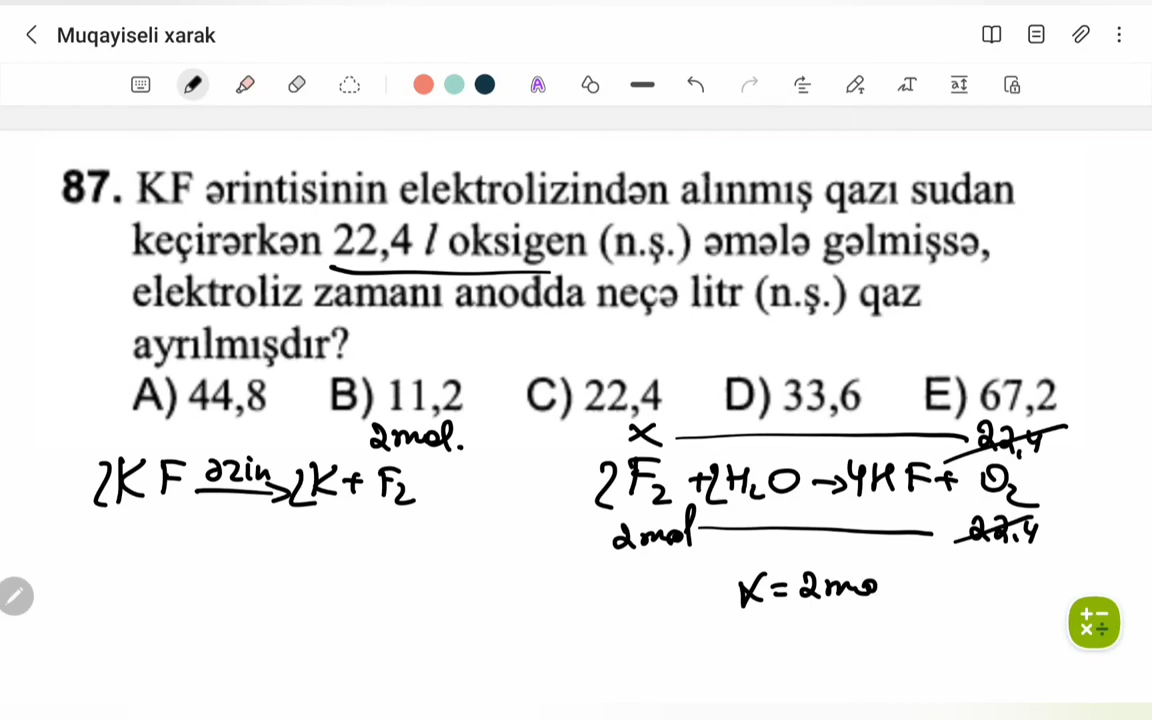 Muqayiseli xarak
87. KF ərintisinin elektrolizindən alınmış qazı sudan
keçirərkən 22,4 l oksigen (n.ş.) əmələ gəlmişsə,
elektroliz zamanı anodda neçə litr (n.ş.) qaz
ayrılmışdır?
A) 44,8 B) 11,2 C) 22,4 D) 33,6 E) 67,2
2mol. x 22,4
2KF əzin 2K + F2 2F2 + 2H2O → 4HF + O2
2mol 22.4
x = 2mo